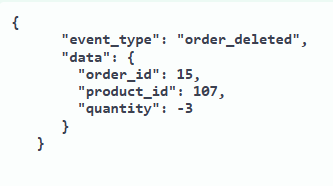 {
"event_type": "order_deleted",
"data": {
"order_id": 15,
"product_id": 107,
"quantity": -3
}
}